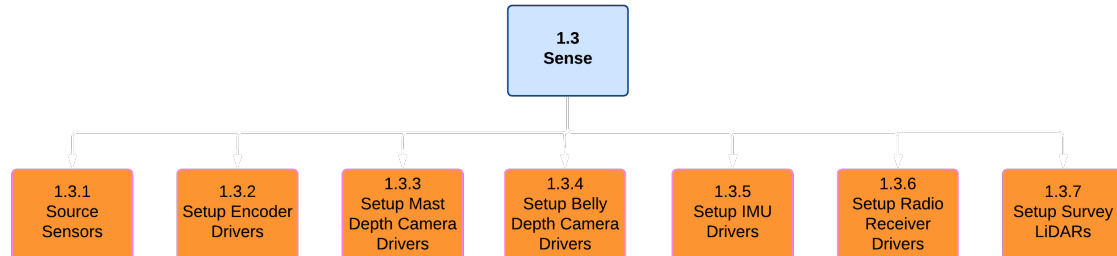 1.3
Sense
1.3.1
Source
Sensors
1.3.2
Setup Encoder
Drivers
1.3.3
Setup Mast
Depth Camera
Drivers
1.3.4
Setup Belly
Depth Camera
Drivers
1.3.5
Setup IMU
Drivers
1.3.6
Setup Radio
Receiver
Drivers
1.3.7
Setup Survey
LiDARs